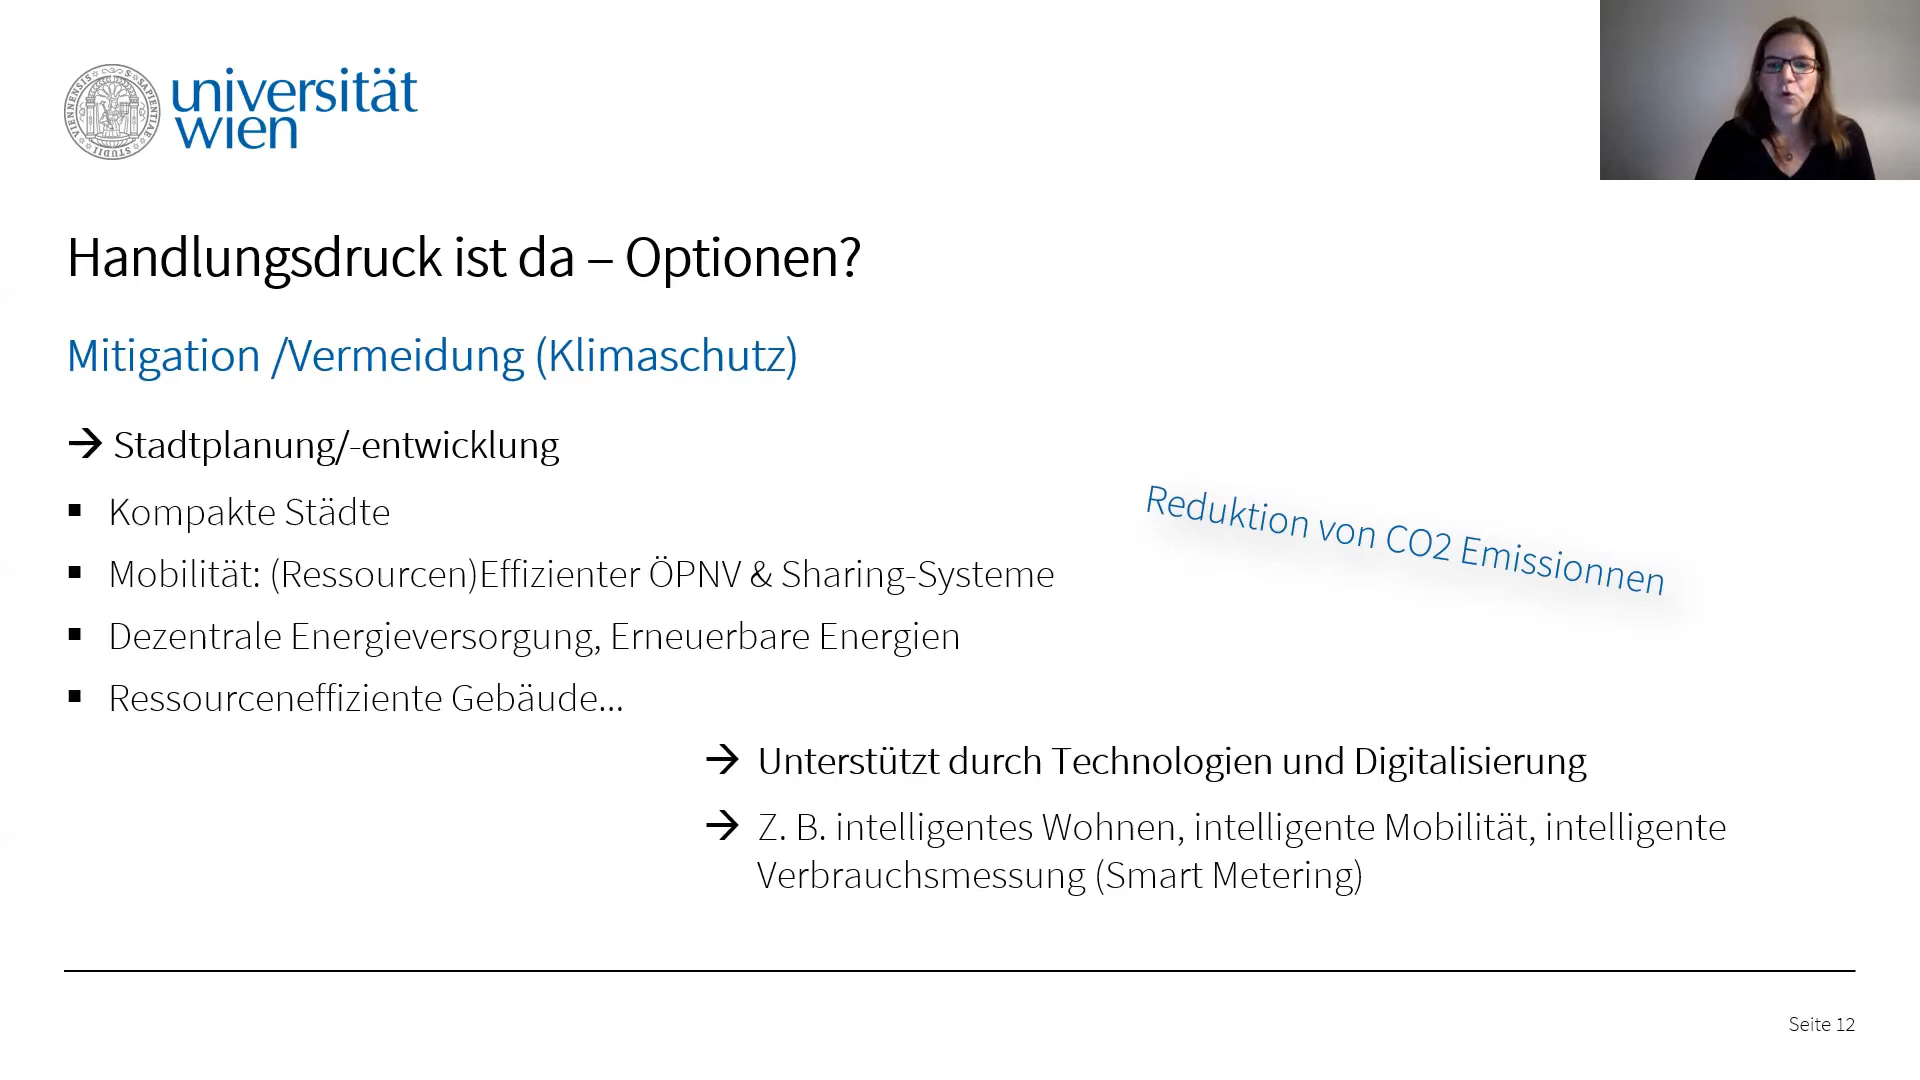 universität
wien
Handlungsdruck ist da – Optionen?
Mitigation /Vermeidung (Klimaschutz)
→ Stadtplanung/-entwicklung
▪ Kompakte Städte
Reduktion von CO2 Emissionnen
▪ Mobilität: (Ressourcen)Effizienter ÖPNV & Sharing-Systeme
▪ Dezentrale Energieversorgung, Erneuerbare Energien
▪ Ressourceneffiziente Gebäude...
→ Unterstützt durch Technologien und Digitalisierung
→ Z. B. intelligentes Wohnen, intelligente Mobilität, intelligente
Verbrauchsmessung (Smart Metering)
Seite 12